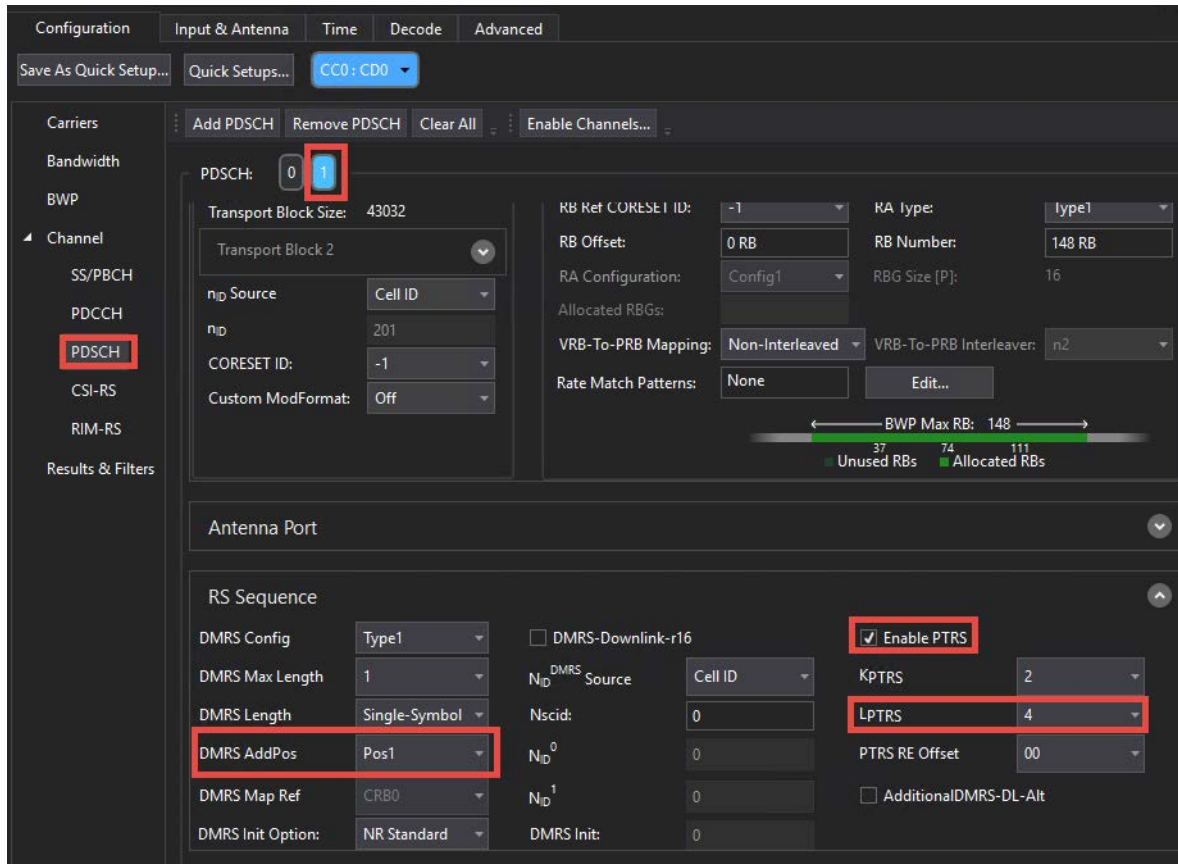 Configuration Input & Antenna Time Decode Advanced
Save As Quick Setup... Quick Setups... CC0 : CD0
Carriers
Bandwidth
BWP
Channel
SS/PBCH
PDCCH
PDSCH
CSI-RS
RIM-RS
Results & Filters
Add PDSCH Remove PDSCH Clear All Enable Channels...
PDSCH: 0 1
Transport Block Size: 43032
Transport Block 2
nID Source Cell ID
nID 201
CORESET ID: -1
Custom ModFormat: Off
RB Ref CORESET ID: -1 RA Type: Type1
RB Offset: 0 RB RB Number: 148 RB
RA Configuration: Config1 RBG Size [P]: 16
Allocated RBGs:
VRB-To-PRB Mapping: Non-Interleaved VRB-To-PRB Interleaver: n2
Rate Match Patterns: None Edit...
BWP Max RB: 148
37 74 111
Unused RBs Allocated RBs
Antenna Port
RS Sequence
DMRS Config Type1 DMRS-Downlink-r16 Enable PTRS
DMRS Max Length 1 NID^DMRS Source Cell ID KPTRS 2
DMRS Length Single-Symbol Nscid: 0 LPTRS 4
DMRS AddPos Pos1 NID^0 0 PTRS RE Offset 00
DMRS Map Ref CRB0 NID^1 0 AdditionalDMRS-DL-Alt
DMRS Init Option: NR Standard DMRS Init: 0